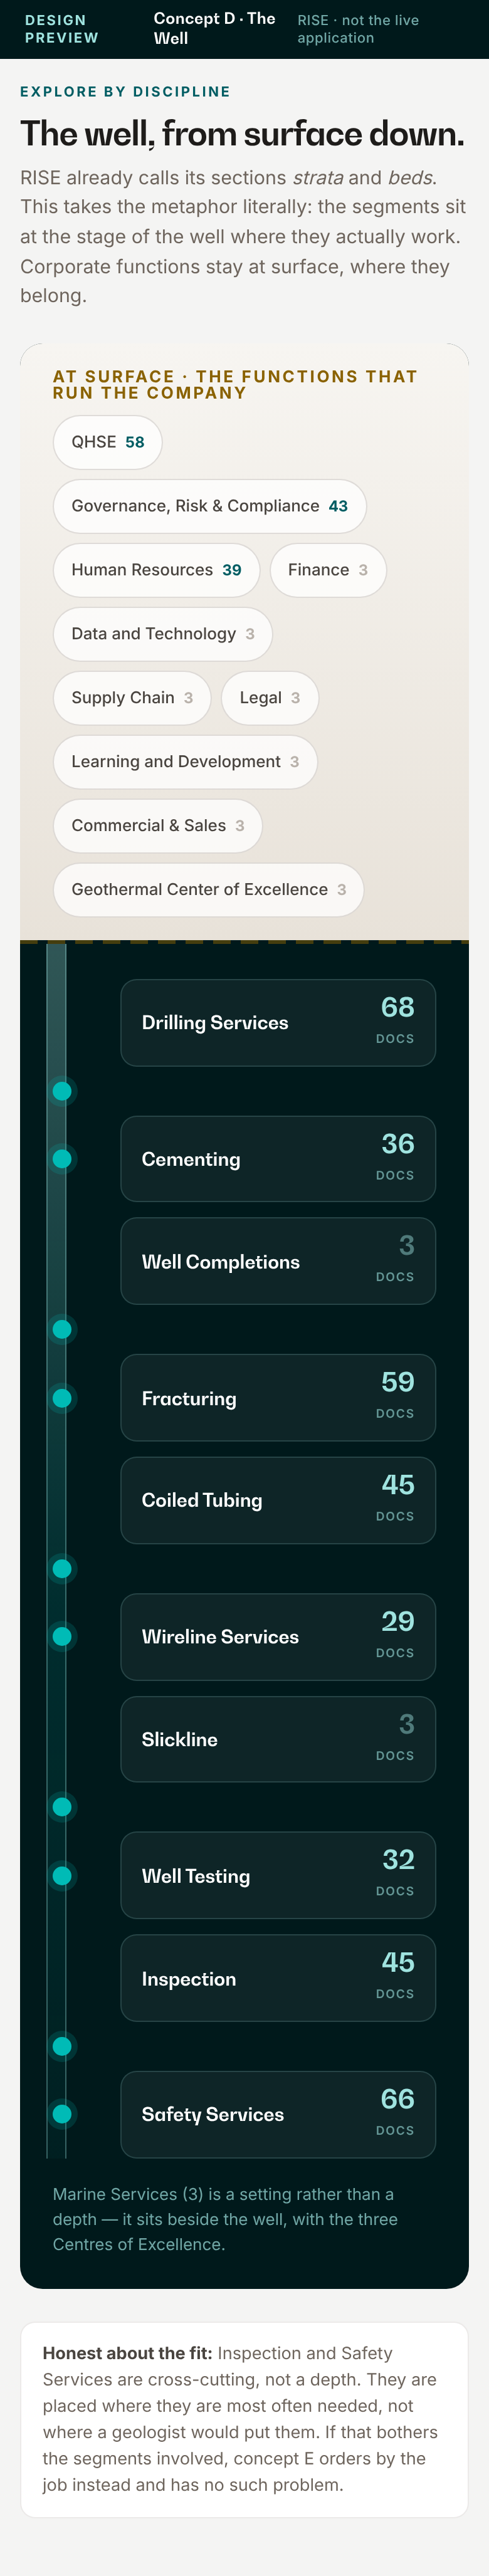 DESIGN
PREVIEW
Concept D · The
Well
RISE · not the live
application
EXPLORE BY DISCIPLINE
The well, from surface down.
RISE already calls its sections strata and beds.
This takes the metaphor literally: the segments sit
at the stage of the well where they actually work.
Corporate functions stay at surface, where they
belong.
AT SURFACE · THE FUNCTIONS THAT
RUN THE COMPANY
QHSE 58
Governance, Risk & Compliance 43
Human Resources 39 Finance 3
Data and Technology 3
Supply Chain 3 Legal 3
Learning and Development 3
Commercial & Sales 3
Geothermal Center of Excellence 3
Drilling Services 68
DOCS
Cementing 36
DOCS
Well Completions 3
DOCS
Fracturing 59
DOCS
Coiled Tubing 45
DOCS
Wireline Services 29
DOCS
Slickline 3
DOCS
Well Testing 32
DOCS
Inspection 45
DOCS
Safety Services 66
DOCS
Marine Services (3) is a setting rather than a
depth — it sits beside the well, with the three
Centres of Excellence.
Honest about the fit: Inspection and Safety
Services are cross-cutting, not a depth. They are
placed where they are most often needed, not
where a geologist would put them. If that bothers
the segments involved, concept E orders by the
job instead and has no such problem.